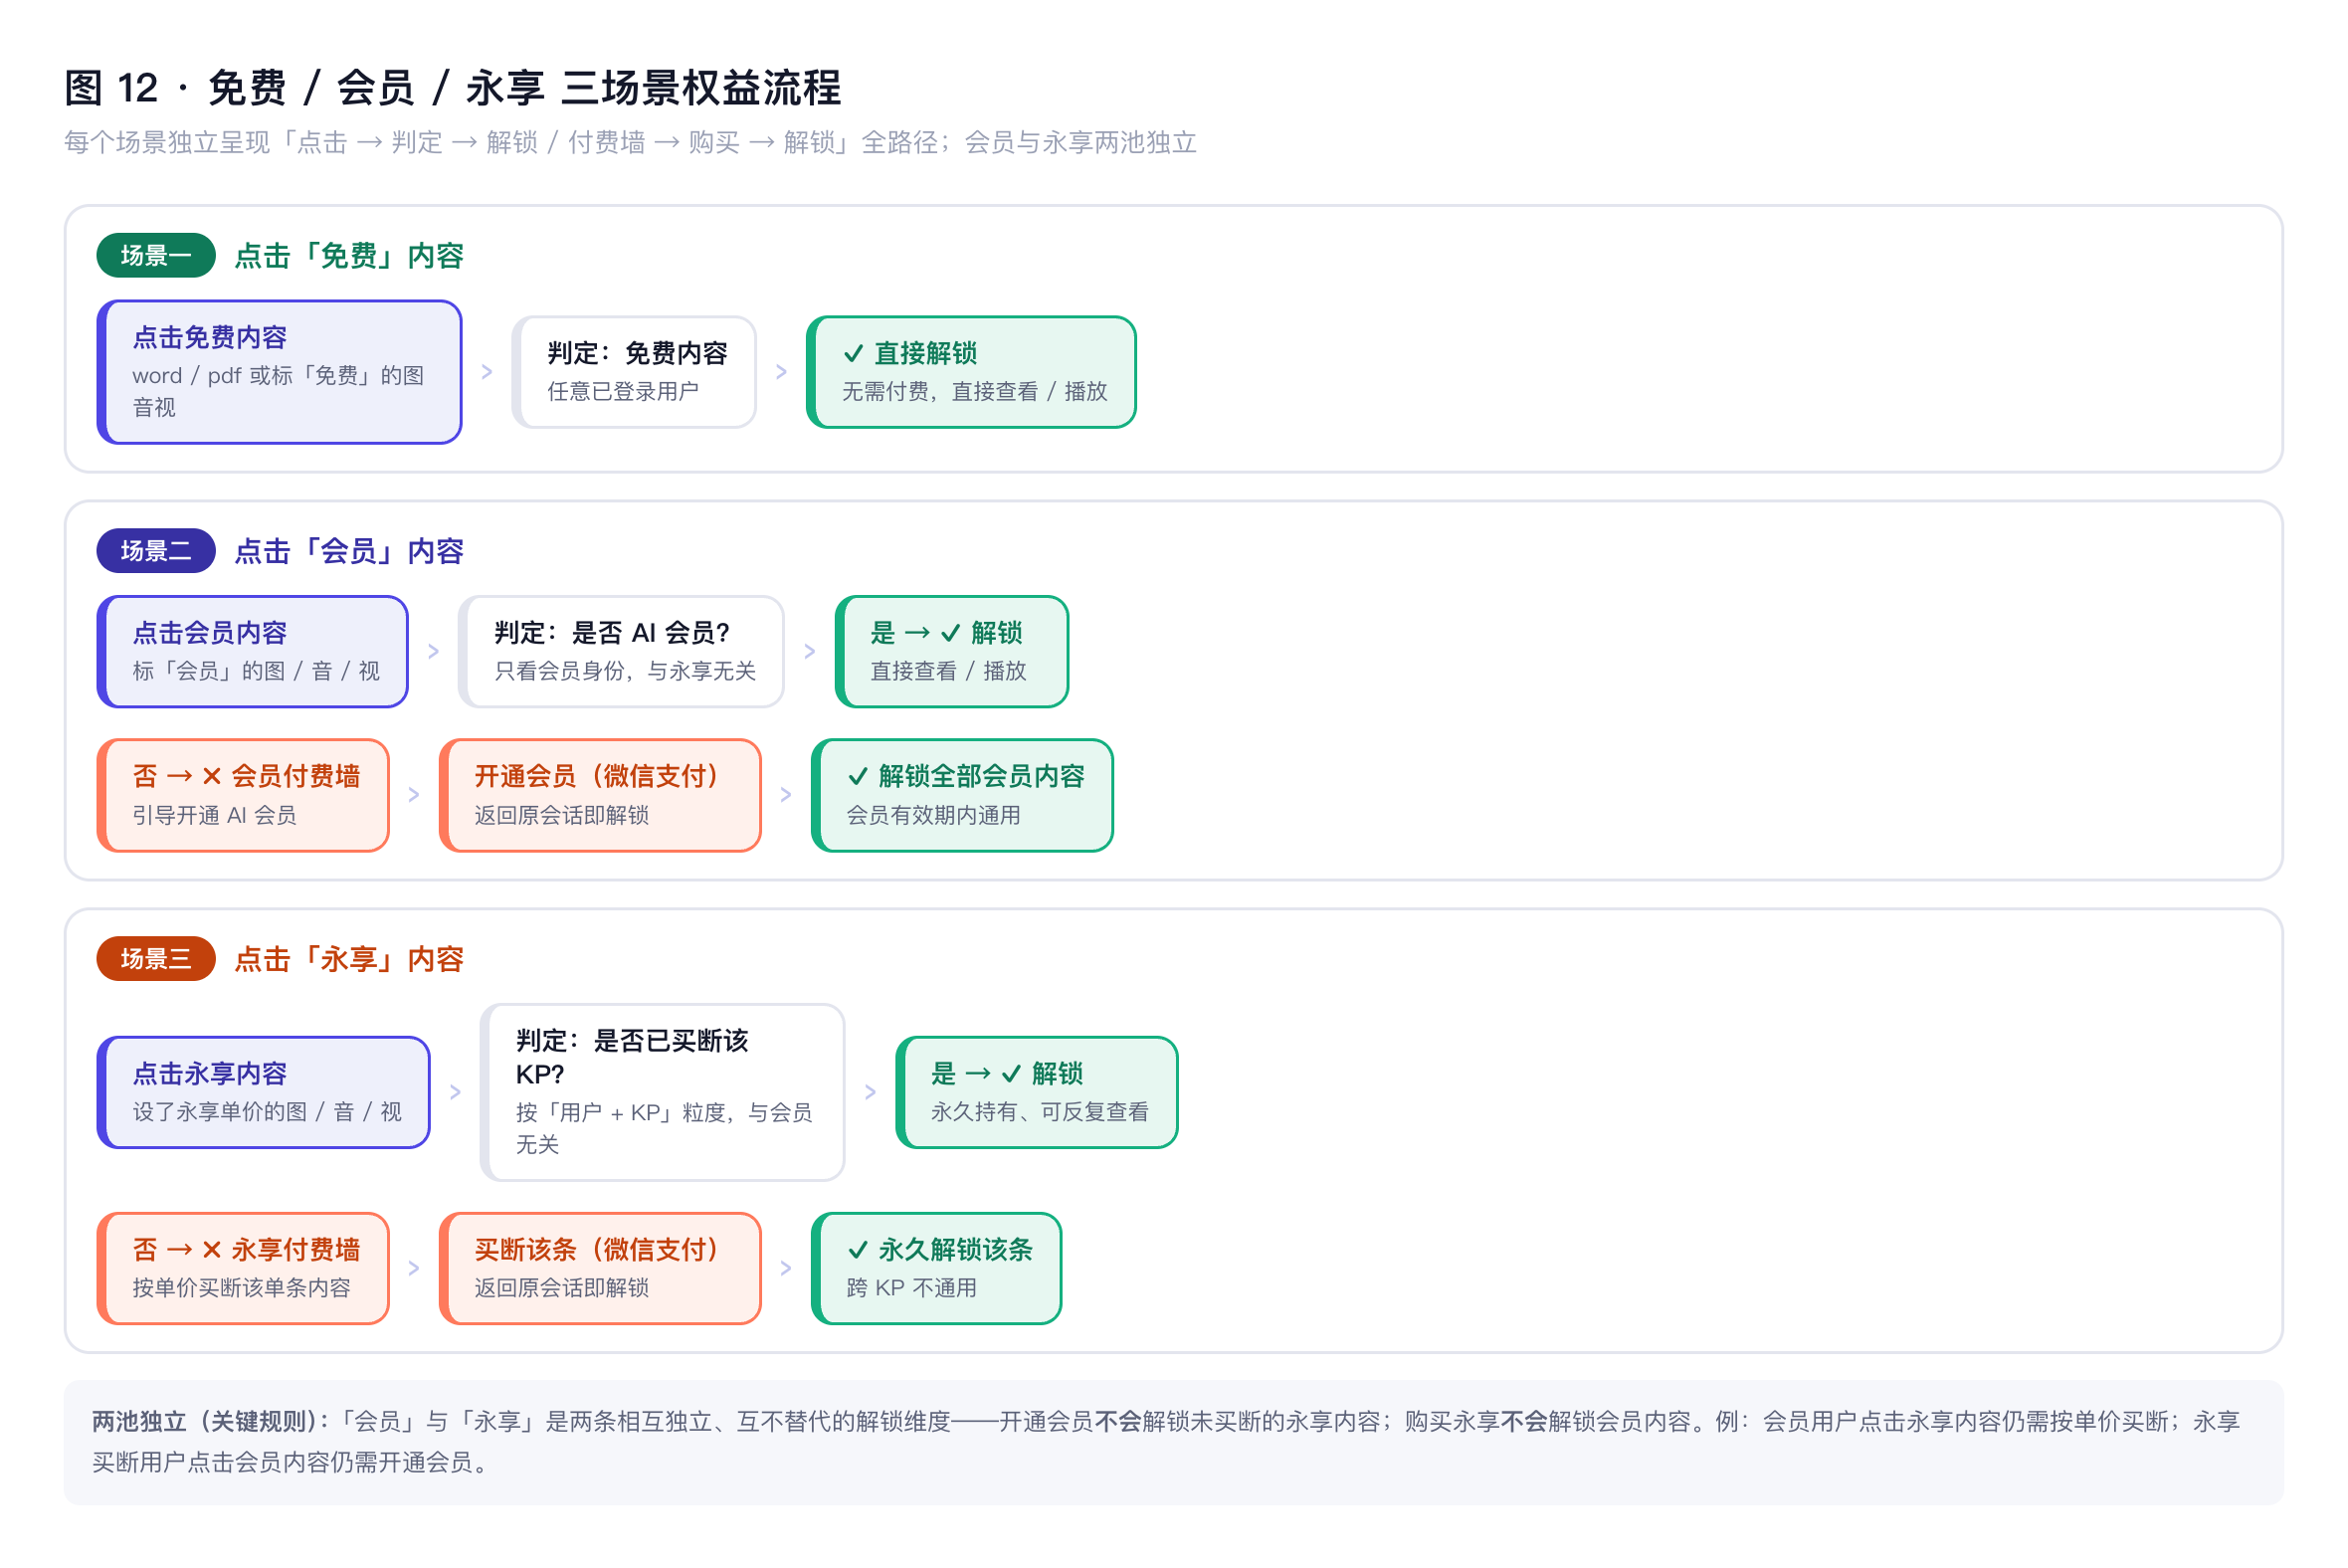 图 12 · 免费 / 会员 / 永享 三场景权益流程
每个场景独立呈现「点击 → 判定 → 解锁 / 付费墙 → 购买 → 解锁」全路径；会员与永享两池独立
场景一 点击「免费」内容
点击免费内容
word / pdf 或标「免费」的图
音视
›
判定：免费内容
任意已登录用户
›
✓ 直接解锁
无需付费，直接查看 / 播放
场景二 点击「会员」内容
点击会员内容
标「会员」的图 / 音 / 视
›
判定：是否 AI 会员？
只看会员身份，与永享无关
›
是 → ✓ 解锁
直接查看 / 播放
否 → ✕ 会员付费墙
引导开通 AI 会员
›
开通会员（微信支付）
返回原会话即解锁
›
✓ 解锁全部会员内容
会员有效期内通用
场景三 点击「永享」内容
点击永享内容
设了永享单价的图 / 音 / 视
›
判定：是否已买断该
KP？
按「用户 + KP」粒度，与会员
无关
›
是 → ✓ 解锁
永久持有、可反复查看
否 → ✕ 永享付费墙
按单价买断该单条内容
›
买断该条（微信支付）
返回原会话即解锁
›
✓ 永久解锁该条
跨 KP 不通用
两池独立（关键规则）：「会员」与「永享」是两条相互独立、互不替代的解锁维度——开通会员不会解锁未买断的永享内容；购买永享不会解锁会员内容。例：会员用户点击永享内容仍需按单价买断；永享
买断用户点击会员内容仍需开通会员。